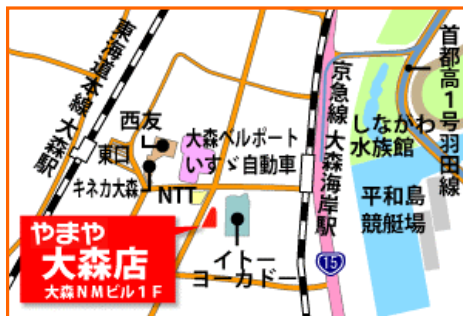 東海道本線 大森駅
東口
西友
キネカ大森
大森ベルポート
いすゞ自動車
NTT
やまや
大森店
大森NMビル1F
イトー
ヨーカドー
京急線 大森海岸駅
15
しながわ
水族館
平和島
競艇場
首都高1号羽田線